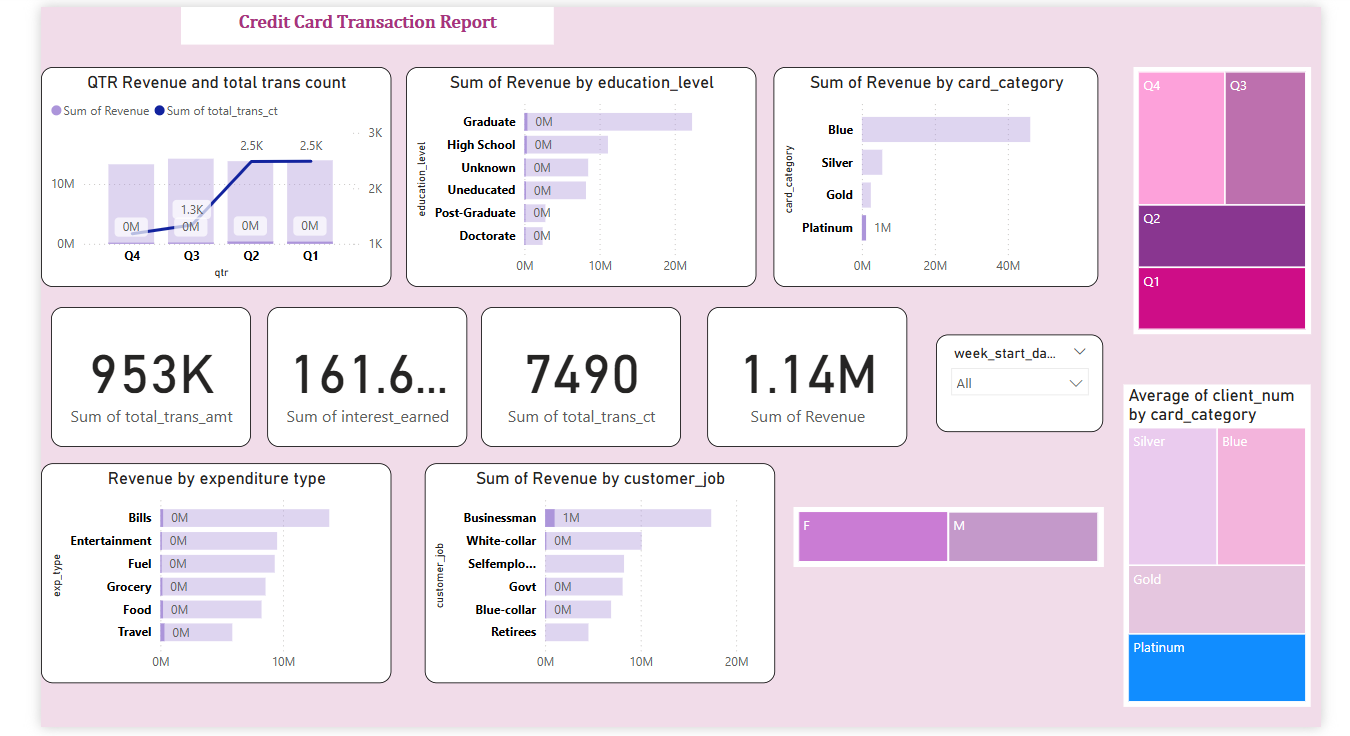 Credit Card Transaction Report
QTR Revenue and total trans count
Sum of Revenue Sum of total_trans_ct
3K
2.5K 2.5K
10M
2K
1.3K
0M 0M 0M 0M
0M
1K
Q4 Q3 Q2 Q1
qtr
Sum of Revenue by education_level
education_level
Graduate 0M
High School 0M
Unknown 0M
Uneducated 0M
Post-Graduate 0M
Doctorate 0M
0M 10M 20M
Sum of Revenue by card_category
card_category
Blue
Silver
Gold
Platinum 1M
0M 20M 40M
Q4 Q3
Q2
Q1
953K
Sum of total_trans_amt
161.6...
Sum of interest_earned
7490
Sum of total_trans_ct
1.14M
Sum of Revenue
week_start_da...
All
Average of client_num
by card_category
Silver Blue
Gold
Platinum
Revenue by expenditure type
exp_type
Bills 0M
Entertainment 0M
Fuel 0M
Grocery 0M
Food 0M
Travel 0M
0M 10M
Sum of Revenue by customer_job
customer_job
Businessman 1M
White-collar 0M
Selfemplo...
Govt 0M
Blue-collar 0M
Retirees
0M 10M 20M
F M